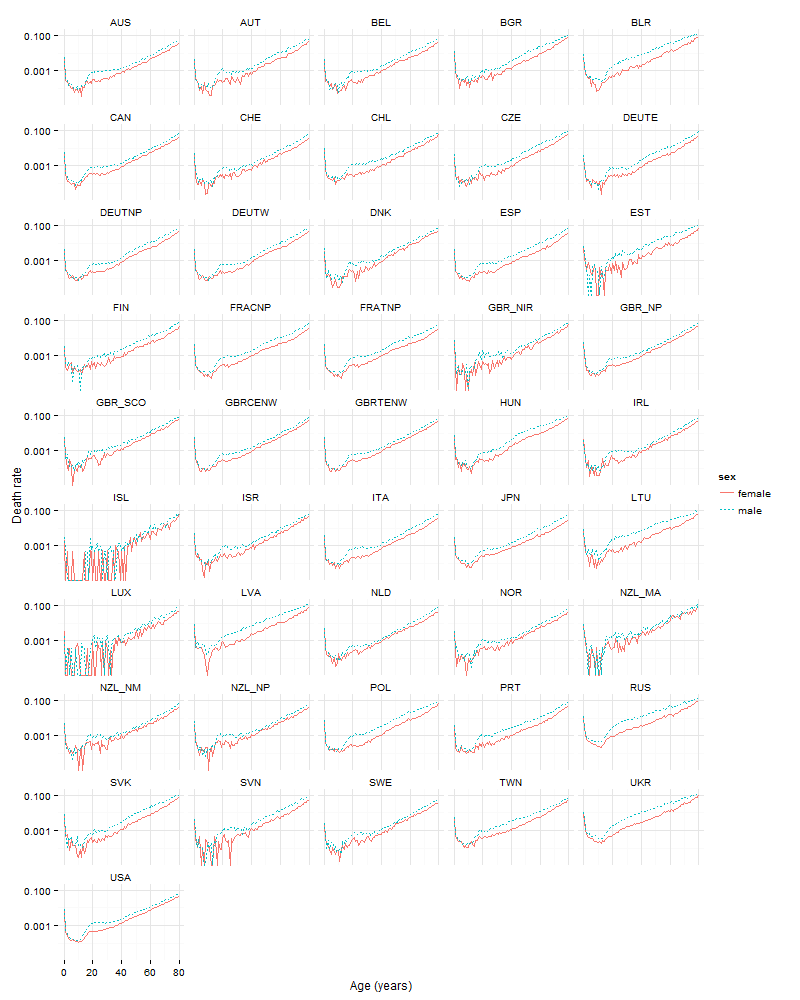 AUS AUT BEL BGR BLR
0.100
0.001
CAN CHE CHL CZE DEUTE
0.100
0.001
DEUTNP DEUTW DNK ESP EST
0.100
0.001
FIN FRACNP FRATNP GBR_NIR GBR_NP
0.100
0.001
GBR_SCO GBRCENW GBRTENW HUN IRL
0.100
0.001
Death rate
sex
female
male
ISL ISR ITA JPN LTU
0.100
0.001
LUX LVA NLD NOR NZL_MA
0.100
0.001
NZL_NM NZL_NP POL PRT RUS
0.100
0.001
SVK SVN SWE TWN UKR
0.100
0.001
USA
0.100
0.001
0 20 40 60 80
Age (years)